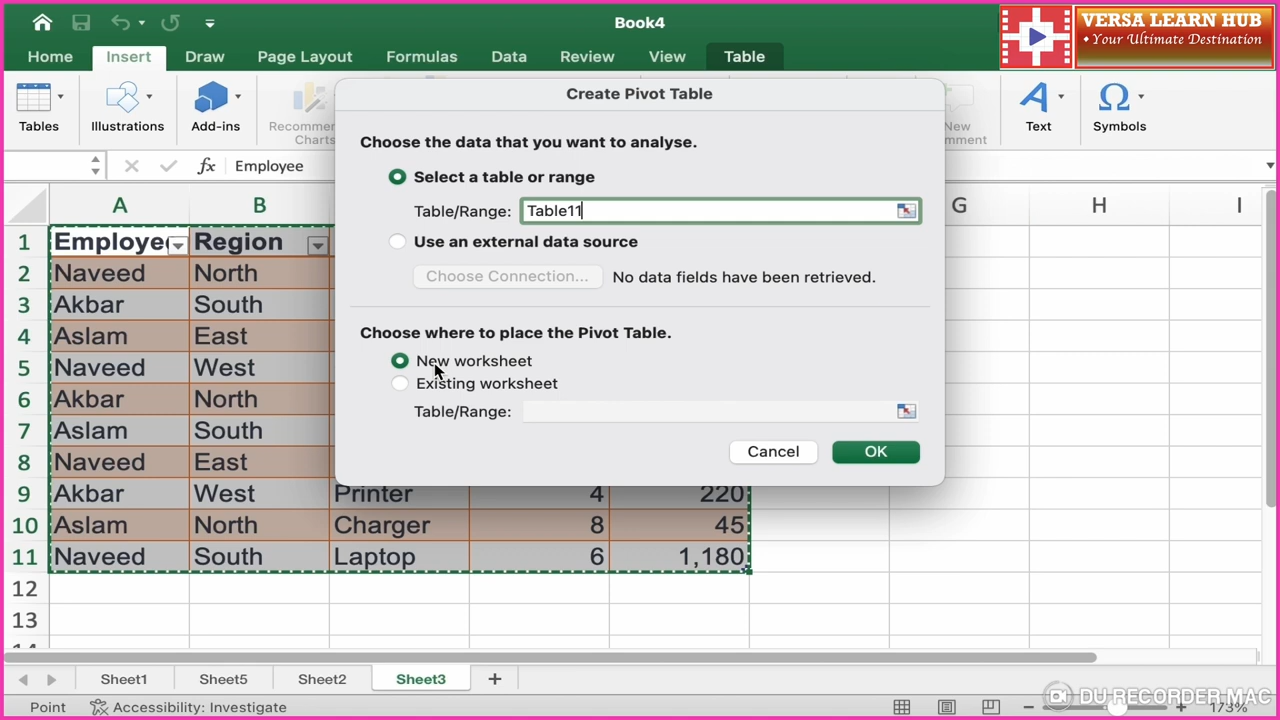 Book4
VERSA LEARN HUB
• Your Ultimate Destination
Home Insert Draw Page Layout Formulas Data Review View Table
Tables Illustrations Add-ins Recomm Charts New mment Text Symbols
fx Employee
Create Pivot Table
Choose the data that you want to analyse.
Select a table or range
Table/Range: Table11
Use an external data source
Choose Connection... No data fields have been retrieved.
Choose where to place the Pivot Table.
New worksheet
Existing worksheet
Table/Range:
Cancel OK
A B G H I
1 Employee Region
2 Naveed North
3 Akbar South
4 Aslam East
5 Naveed West
6 Akbar North
7 Aslam South
8 Naveed East
9 Akbar West Printer 4 220
10 Aslam North Charger 8 45
11 Naveed South Laptop 6 1,180
12
13
Sheet1 Sheet5 Sheet2 Sheet3 +
Point Accessibility: Investigate 173%
DU RECORDER MAC